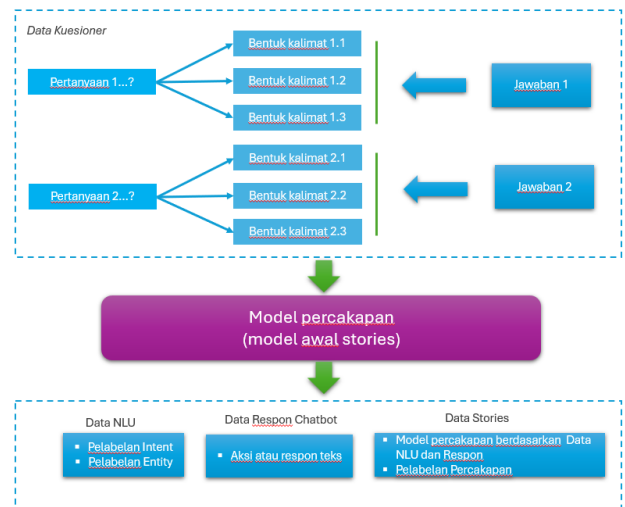 Data Kuesioner
Pertanyaan 1...?
Bentuk kalimat 1.1
Bentuk kalimat 1.2
Bentuk kalimat 1.3
Jawaban 1
Pertanyaan 2...?
Bentuk kalimat 2.1
Bentuk kalimat 2.2
Bentuk kalimat 2.3
Jawaban 2
Model percakapan
(model awal stories)
Data NLU
▪ Pelabelan Intent
▪ Pelabelan Entity
Data Respon Chatbot
▪ Aksi atau respon teks
Data Stories
▪ Model percakapan berdasarkan Data
NLU dan Respon
▪ Pelabelan Percakapan